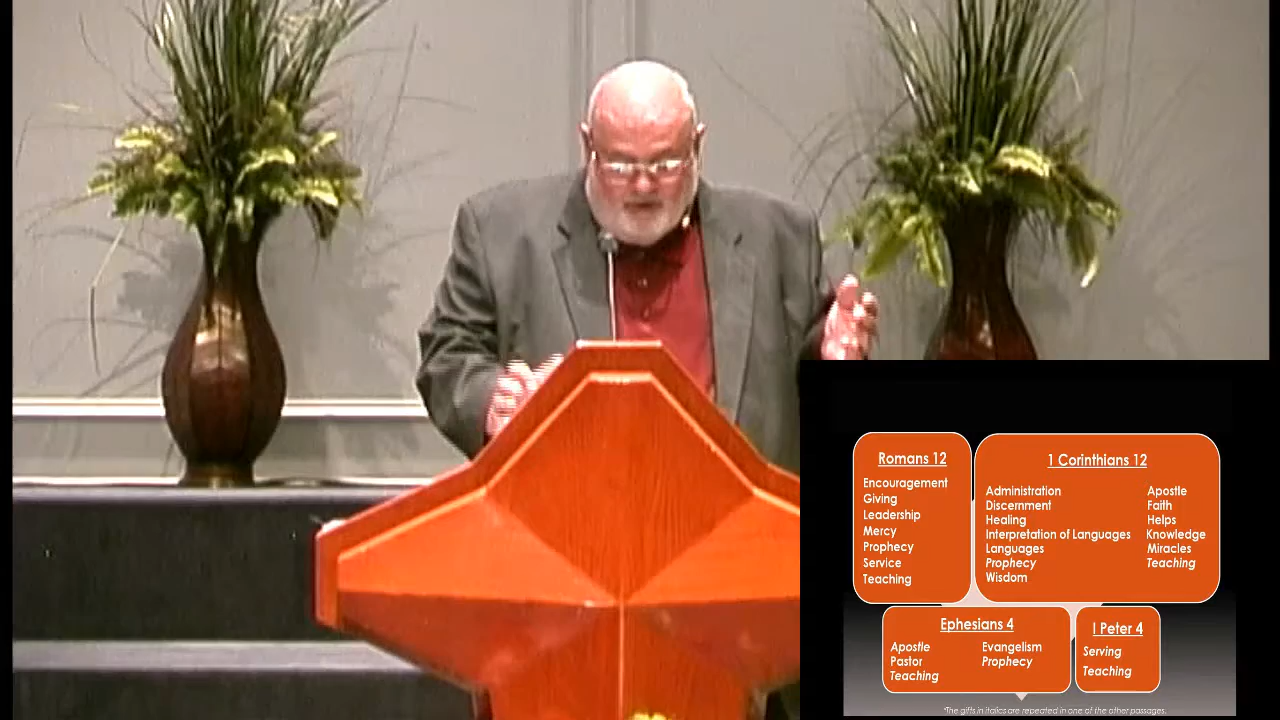 Romans 12
Encouragement
Giving
Leadership
Mercy
Prophecy
Service
Teaching
1 Corinthians 12
Administration
Discernment
Healing
Interpretation of Languages
Languages
Prophecy
Wisdom
Apostle
Faith
Helps
Knowledge
Miracles
Teaching
Ephesians 4
Apostle
Pastor
Teaching
Evangelism
Prophecy
I Peter 4
Serving
Teaching
*The gifts in italics are repeated in one of the other passages.